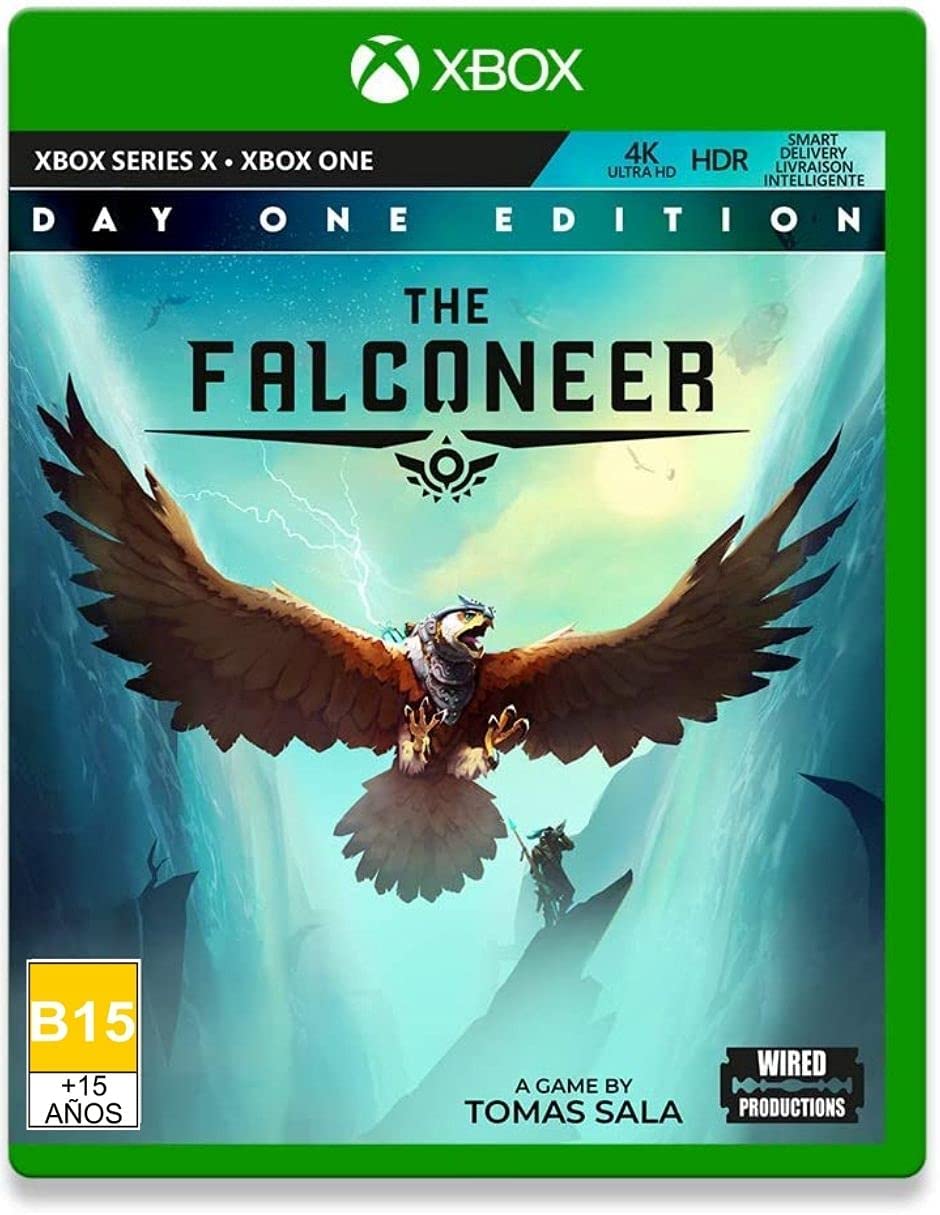 XBOX
XBOX SERIES X • XBOX ONE
4K
ULTRA HD
HDR
SMART
DELIVERY
LIVRAISON
INTELLIGENTE
DAY ONE EDITION
THE
FALCONEER
B15
+15
AÑOS
A GAME BY
TOMAS SALA
WIRED
PRODUCTIONS